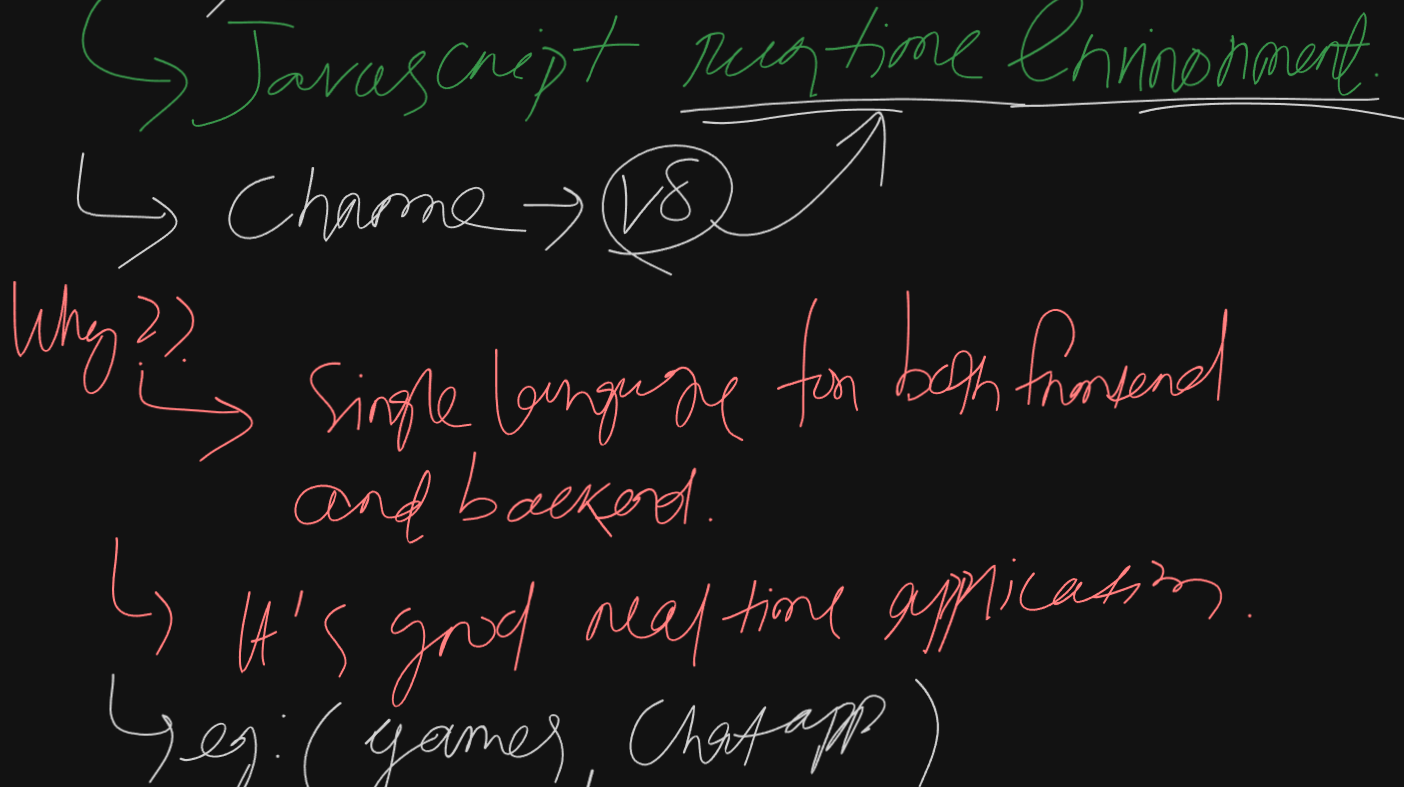 Javascript runtime Environment.
Chrome → V8
Why??
Single language for both frontend
and backend.
It's good real time application.
eg: (games, Chat app)